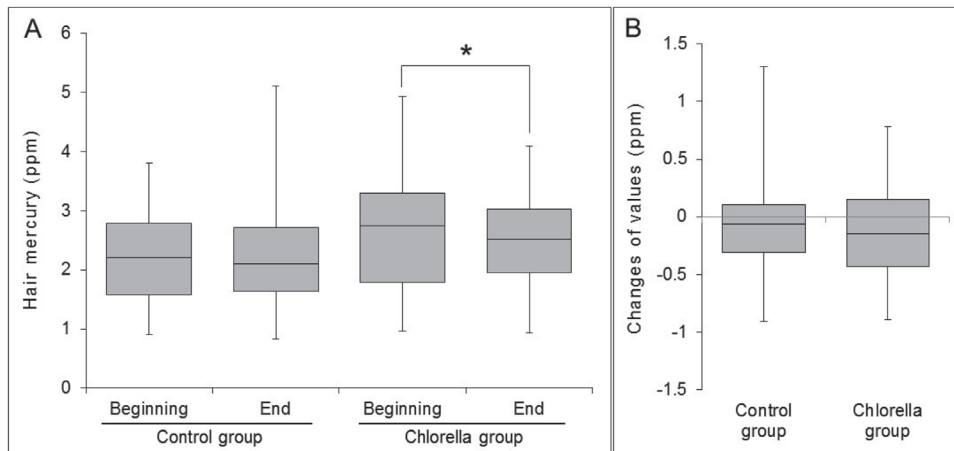 A
Hair mercury (ppm)
6
5
4
3
2
1
0
*
Beginning
End
Beginning
End
Control group
Chlorella group
B
Changes of values (ppm)
1.5
1
0.5
0
-0.5
-1
-1.5
Control
group
Chlorella
group